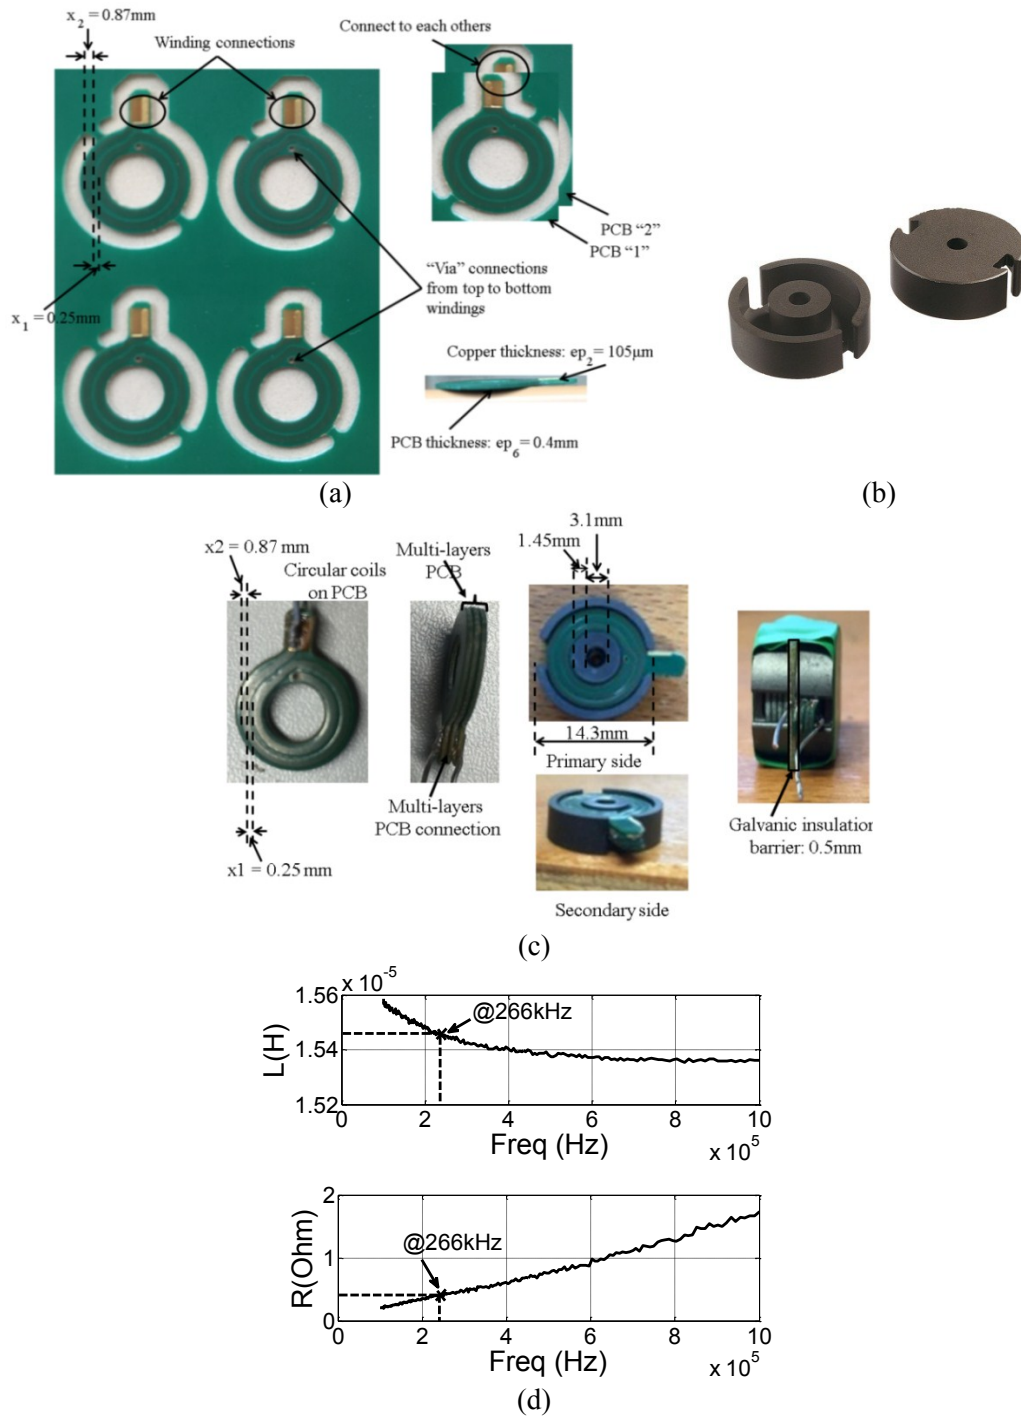 x2 = 0.87mm
Winding connections
Connect to each others
PCB “2”
PCB “1”
“Via” connections
from top to bottom
windings
x1 = 0.25mm
Copper thickness: ep2 = 105μm
PCB thickness: ep6 = 0.4mm
(a)
(b)
x2 = 0.87 mm
Circular coils
on PCB
Multi-layers
PCB
3.1mm
1.45mm
14.3mm
Primary side
Multi-layers
PCB connection
Galvanic insulation
barrier: 0.5mm
x1 = 0.25 mm
Secondary side
(c)
x 10-5
1.56
1.54
1.52
L(H)
@266kHz
0 2 4 6 8 10
Freq (Hz)
x 10 5
2
1
0
R(Ohm)
@266kHz
0 2 4 6 8 10
Freq (Hz)
x 10 5
(d)